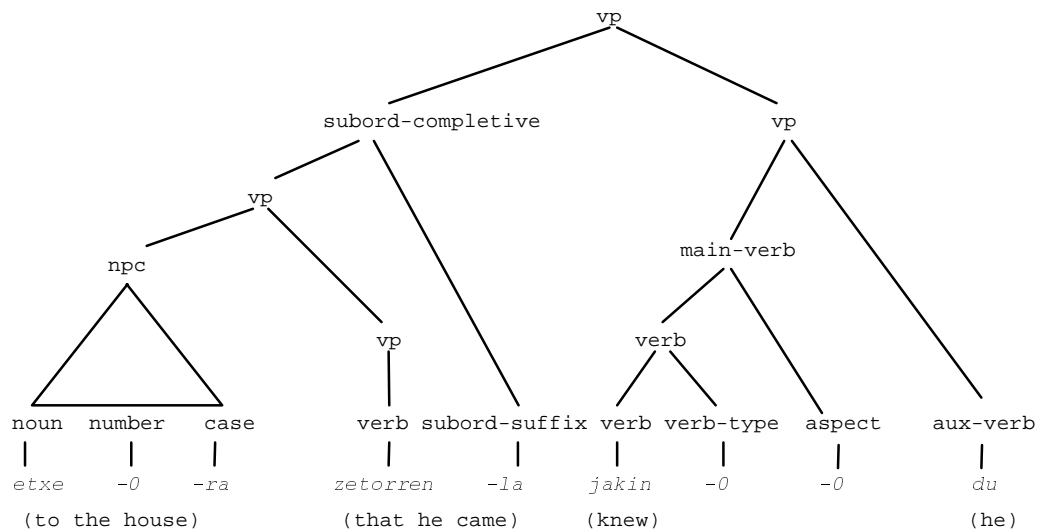 vp
subord-completive vp
vp
main-verb
npc
vp verb
noun number case verb subord-suffix verb verb-type aspect aux-verb
etxe -0 -ra zetorren -la jakin -0 -0 du
(to the house) (that he came) (knew) (he)